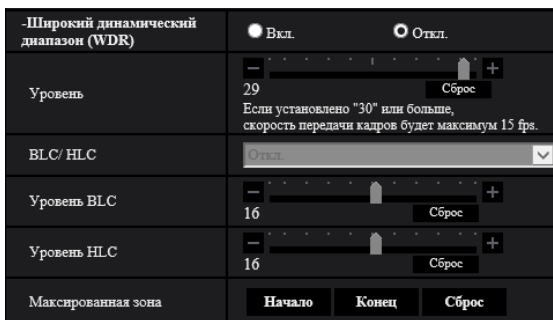 -Широкий динамический
диапазон (WDR)
Вкл.
Откл.
Уровень
29
Сброс
Если установлено "30" или больше,
скорость передачи кадров будет максимум 15 fps.
BLC/ HLC
Откл.
Уровень BLC
16
Сброс
Уровень HLC
16
Сброс
Максированная зона
Начало
Конец
Сброс